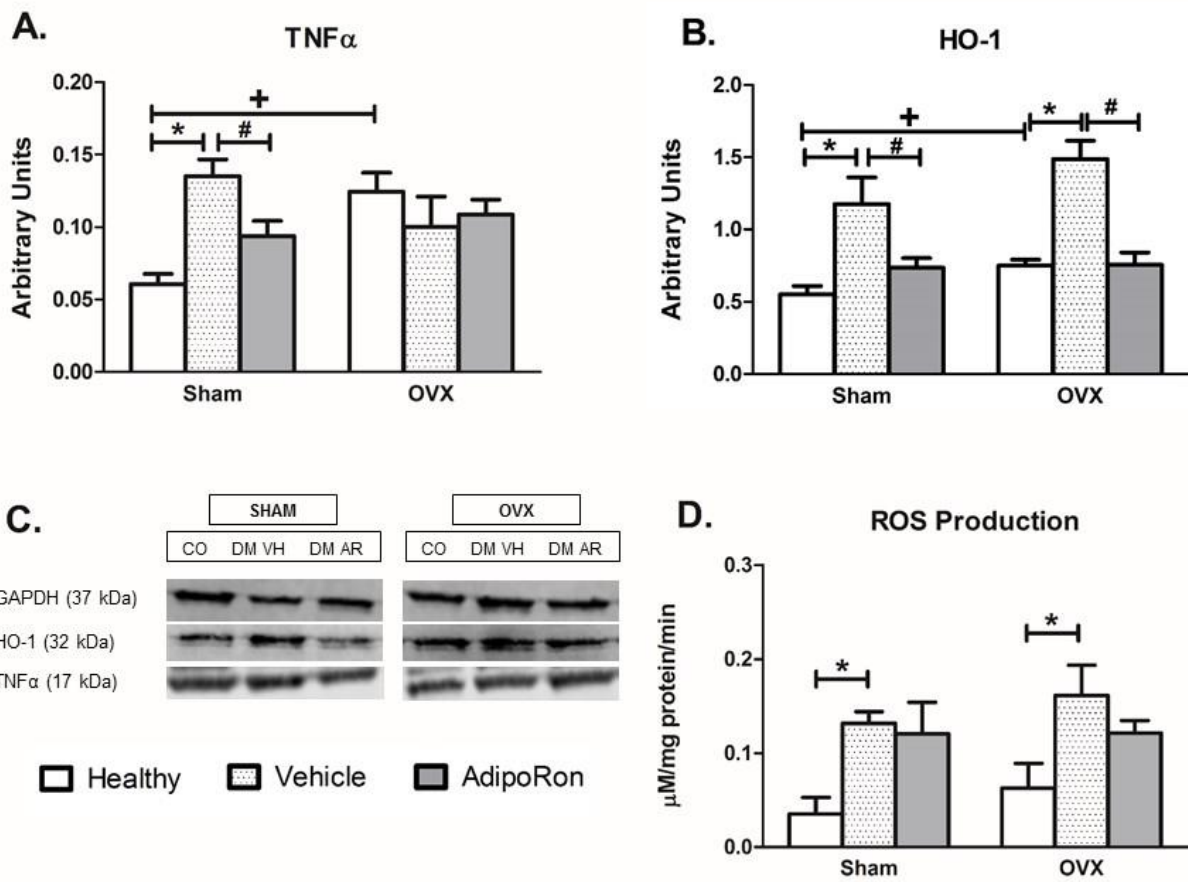 A.
TNFα
Arbitrary Units
0.20
0.15
0.10
0.05
0.00
+
* #
Sham OVX
B.
HO-1
Arbitrary Units
2.0
1.5
1.0
0.5
0.0
* #
+
* #
Sham OVX
C.
SHAM OVX
CO DM VH DM AR CO DM VH DM AR
GAPDH (37 kDa)
HO-1 (32 kDa)
TNFα (17 kDa)
Healthy Vehicle AdipoRon
D.
ROS Production
μM/mg protein/min
0.3
0.2
0.1
0.0
*
*
Sham OVX